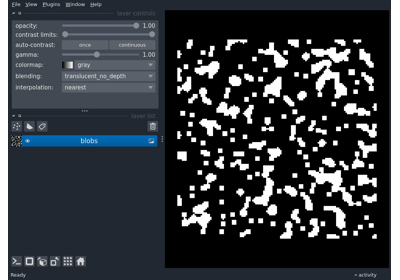 File View Plugins Window Help
layer controls
opacity: 1.00
contrast limits:
auto-contrast: once continuous
gamma: 1.00
colormap: gray
blending: translucent_no_depth
interpolation: nearest
layer list
blobs
Ready
activity